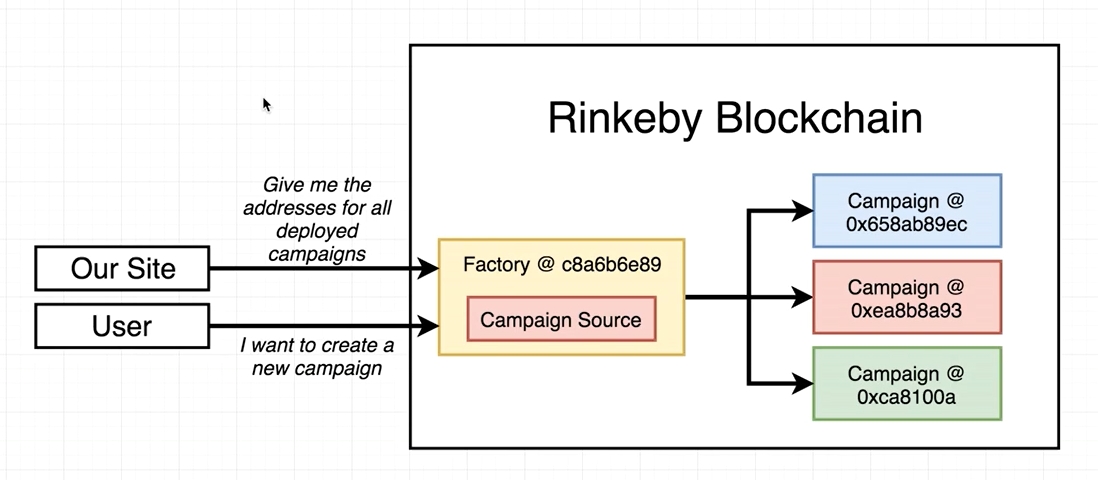 Rinkeby Blockchain
Give me the
addresses for all
deployed
campaigns
Our Site
User
I want to create a
new campaign
Factory @ c8a6b6e89
Campaign Source
Campaign @
0x658ab89ec
Campaign @
0xea8b8a93
Campaign @
0xca8100a